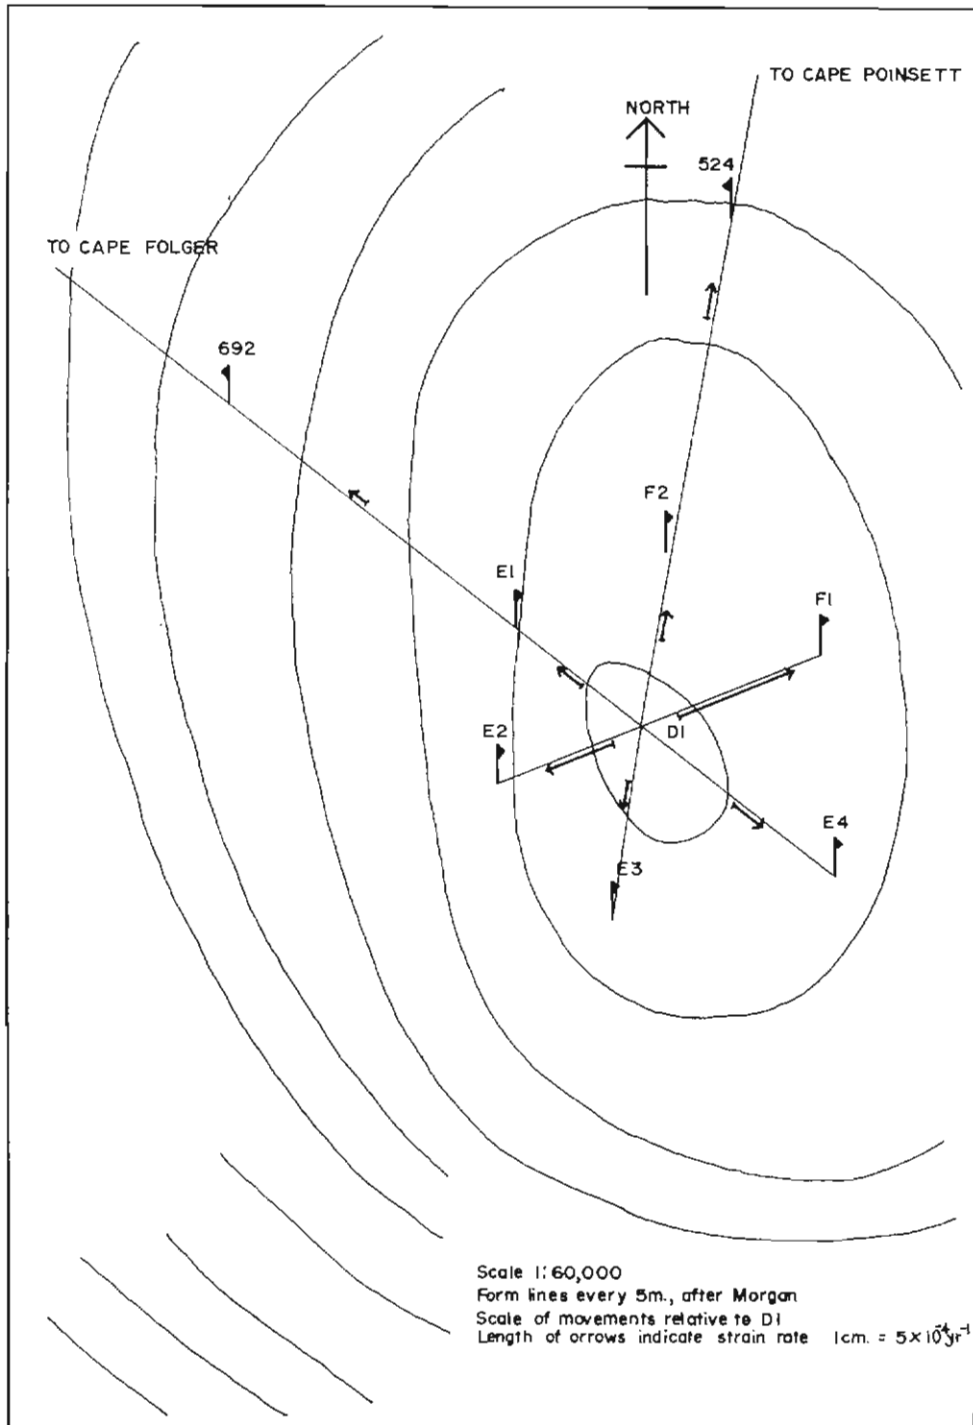 TO CAPE POINSETT
NORTH
524
TO CAPE FOLGER
692
F2
E1
F1
E2
D1
E4
E3
Scale 1:60,000
Form lines every 5m., after Morgan
Scale of movements relative to D1
Length of arrows indicate strain rate 1cm. = 5×10⁻⁴yr⁻¹